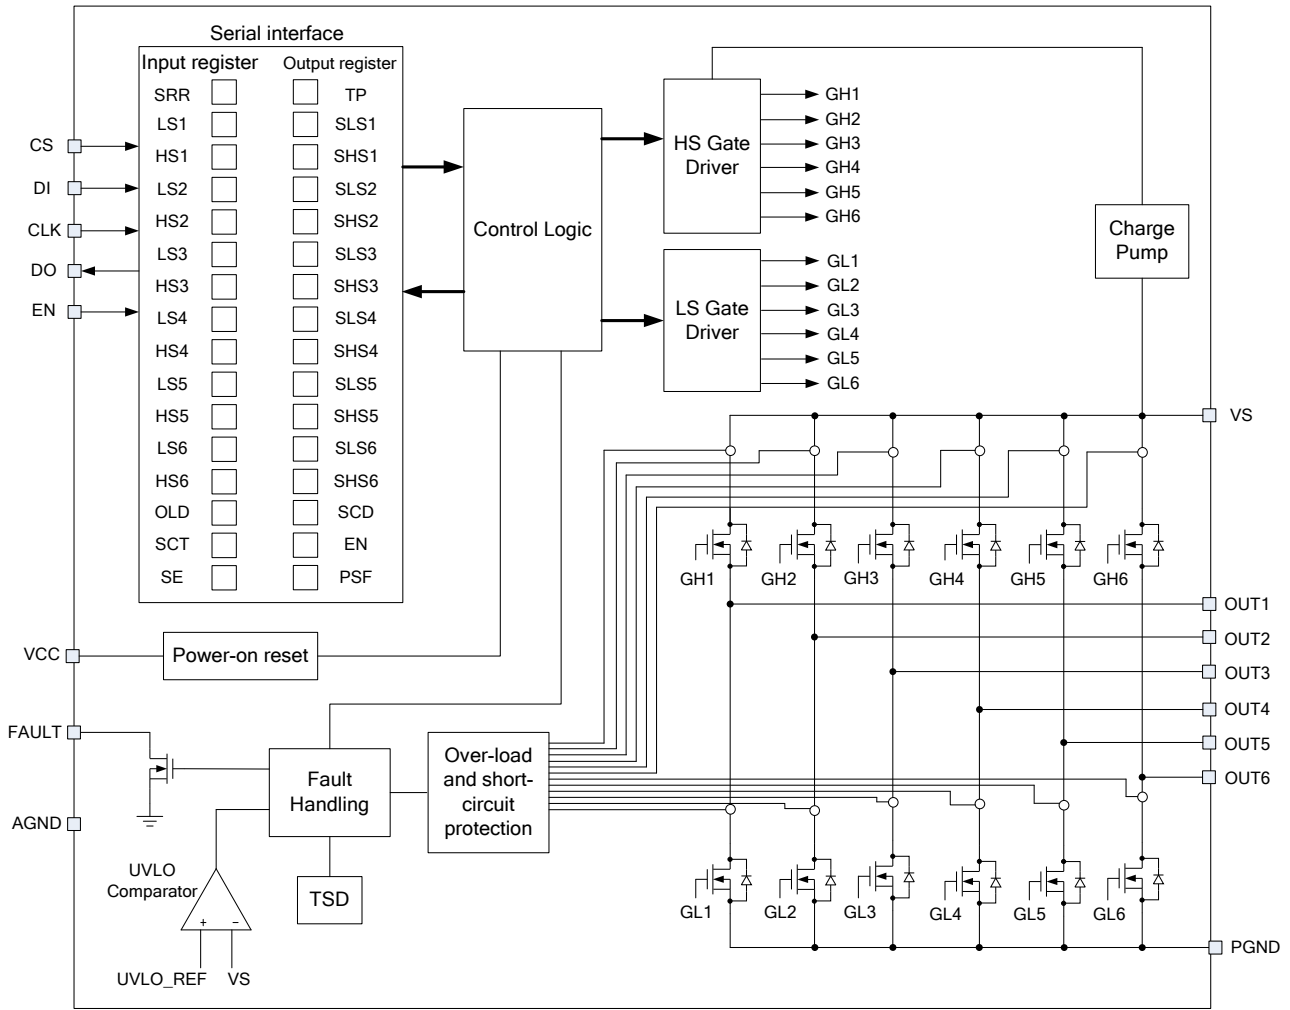 Serial interface
Input register
Output register
SRR
TP
LS1
SLS1
HS1
SHS1
LS2
SLS2
HS2
SHS2
LS3
SLS3
HS3
SHS3
LS4
SLS4
HS4
SHS4
LS5
SLS5
HS5
SHS5
LS6
SLS6
HS6
SHS6
OLD
SCD
SCT
EN
SE
PSF
CS
DI
CLK
DO
EN
VCC
FAULT
AGND
Control Logic
HS Gate
Driver
GH1
GH2
GH3
GH4
GH5
GH6
LS Gate
Driver
GL1
GL2
GL3
GL4
GL5
GL6
Charge
Pump
VS
GH1
GH2
GH3
GH4
GH5
GH6
OUT1
OUT2
OUT3
OUT4
OUT5
OUT6
Power-on reset
Fault
Handling
Over-load
and short-
circuit
protection
TSD
UVLO
Comparator
+
−
UVLO_REF
VS
GL1
GL2
GL3
GL4
GL5
GL6
PGND